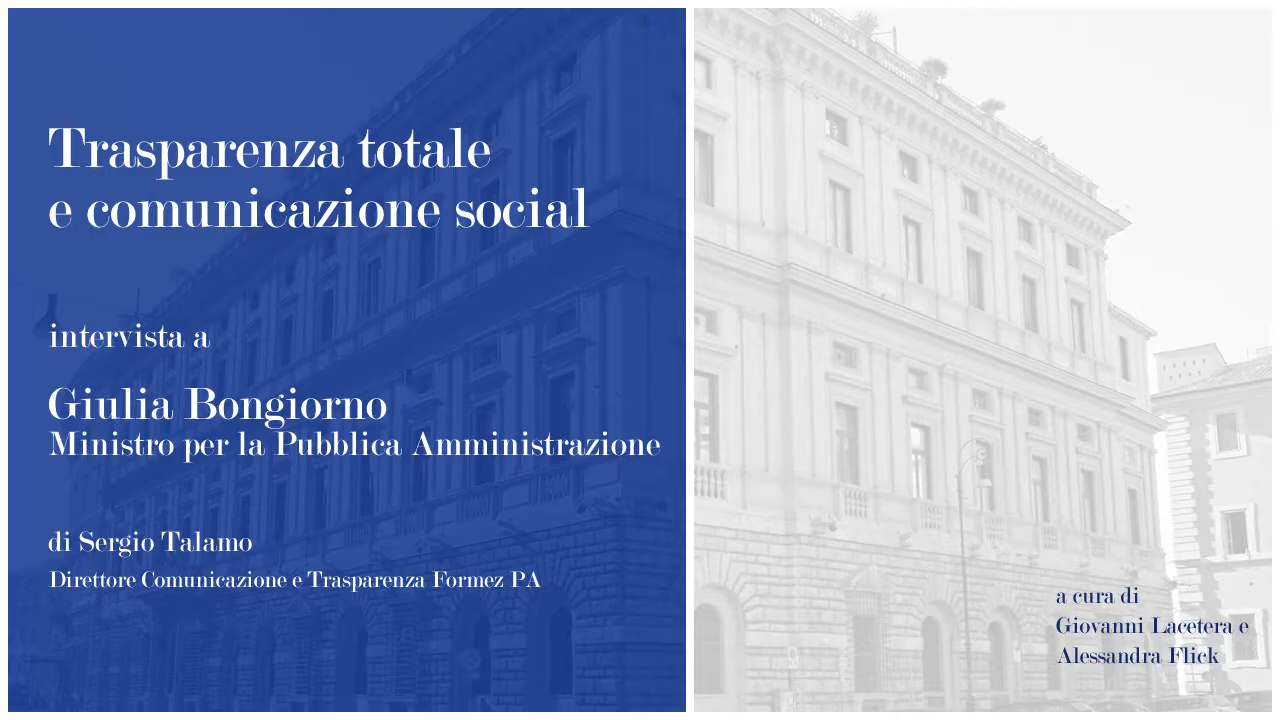 Trasparenza totale
e comunicazione social
intervista a
Giulia Bongiorno
Ministro per la Pubblica Amministrazione
di Sergio Talamo
Direttore Comunicazione e Trasparenza Formez PA
a cura di
Giovanni Lacetera e
Alessandra Flick